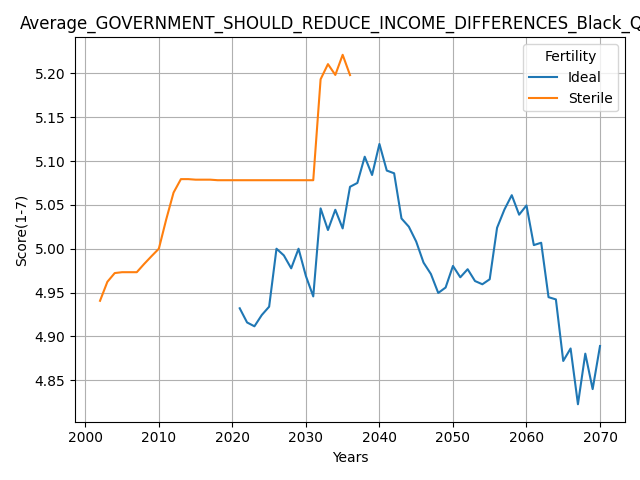 Average_GOVERNMENT_SHOULD_REDUCE_INCOME_DIFFERENCES_Black_Q
Fertility
Ideal
Sterile
Score(1-7)
5.20
5.15
5.10
5.05
5.00
4.95
4.90
4.85
2000 2010 2020 2030 2040 2050 2060 2070
Years